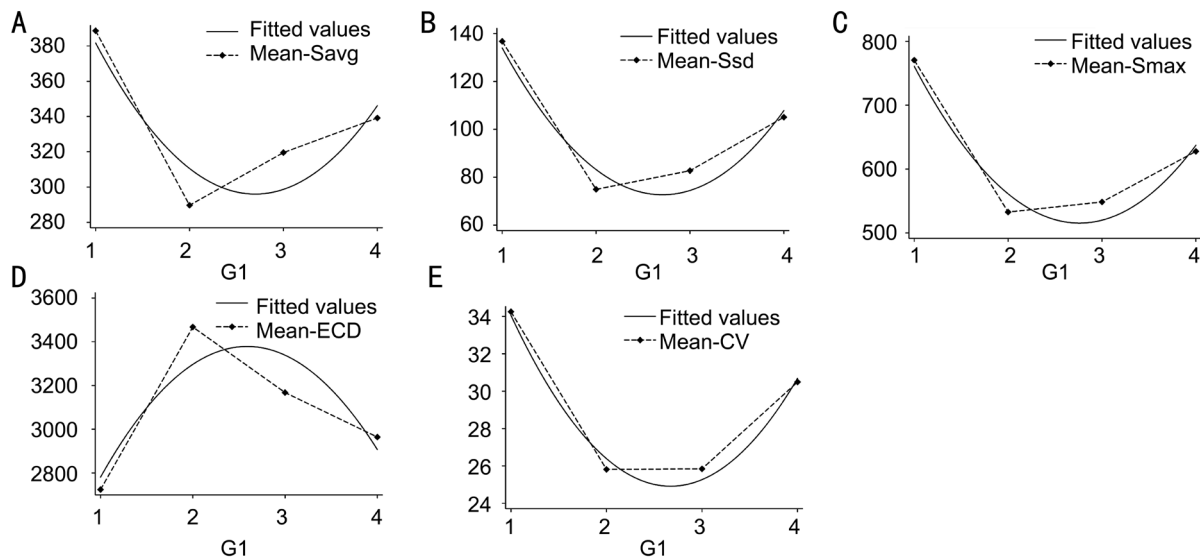 A
Fitted values
Mean-Savg
380
360
340
320
300
280
1
2
3
4
G1
B
Fitted values
Mean-Ssd
140
120
100
80
60
1
2
3
4
G1
C
Fitted values
Mean-Smax
800
700
600
500
1
2
3
4
G1
D
Fitted values
Mean-ECD
3600
3400
3200
3000
2800
1
2
3
4
G1
E
Fitted values
Mean-CV
34
32
30
28
26
24
1
2
3
4
G1